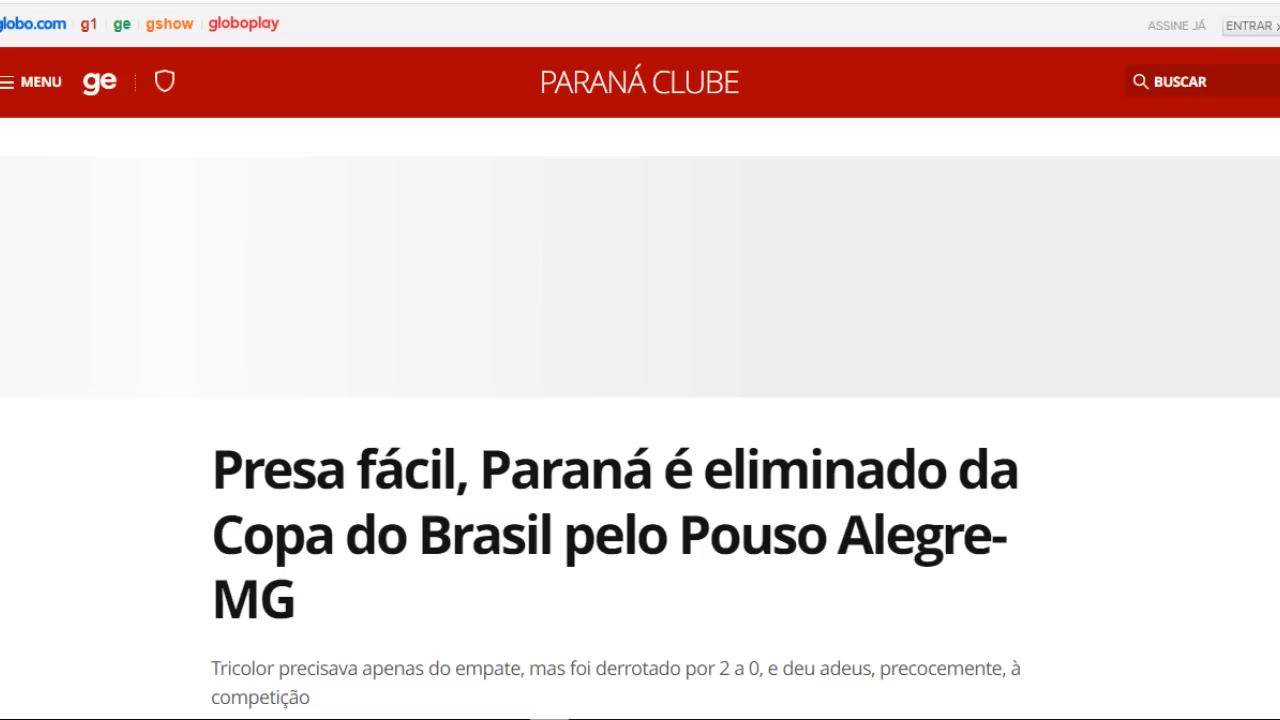 globo.com g1 ge gshow globoplay ASSINE JÁ ENTRAR ›
MENU ge PARANÁ CLUBE BUSCAR
Presa fácil, Paraná é eliminado da
Copa do Brasil pelo Pouso Alegre-
MG
Tricolor precisava apenas do empate, mas foi derrotado por 2 a 0, e deu adeus, precocemente, à
competição